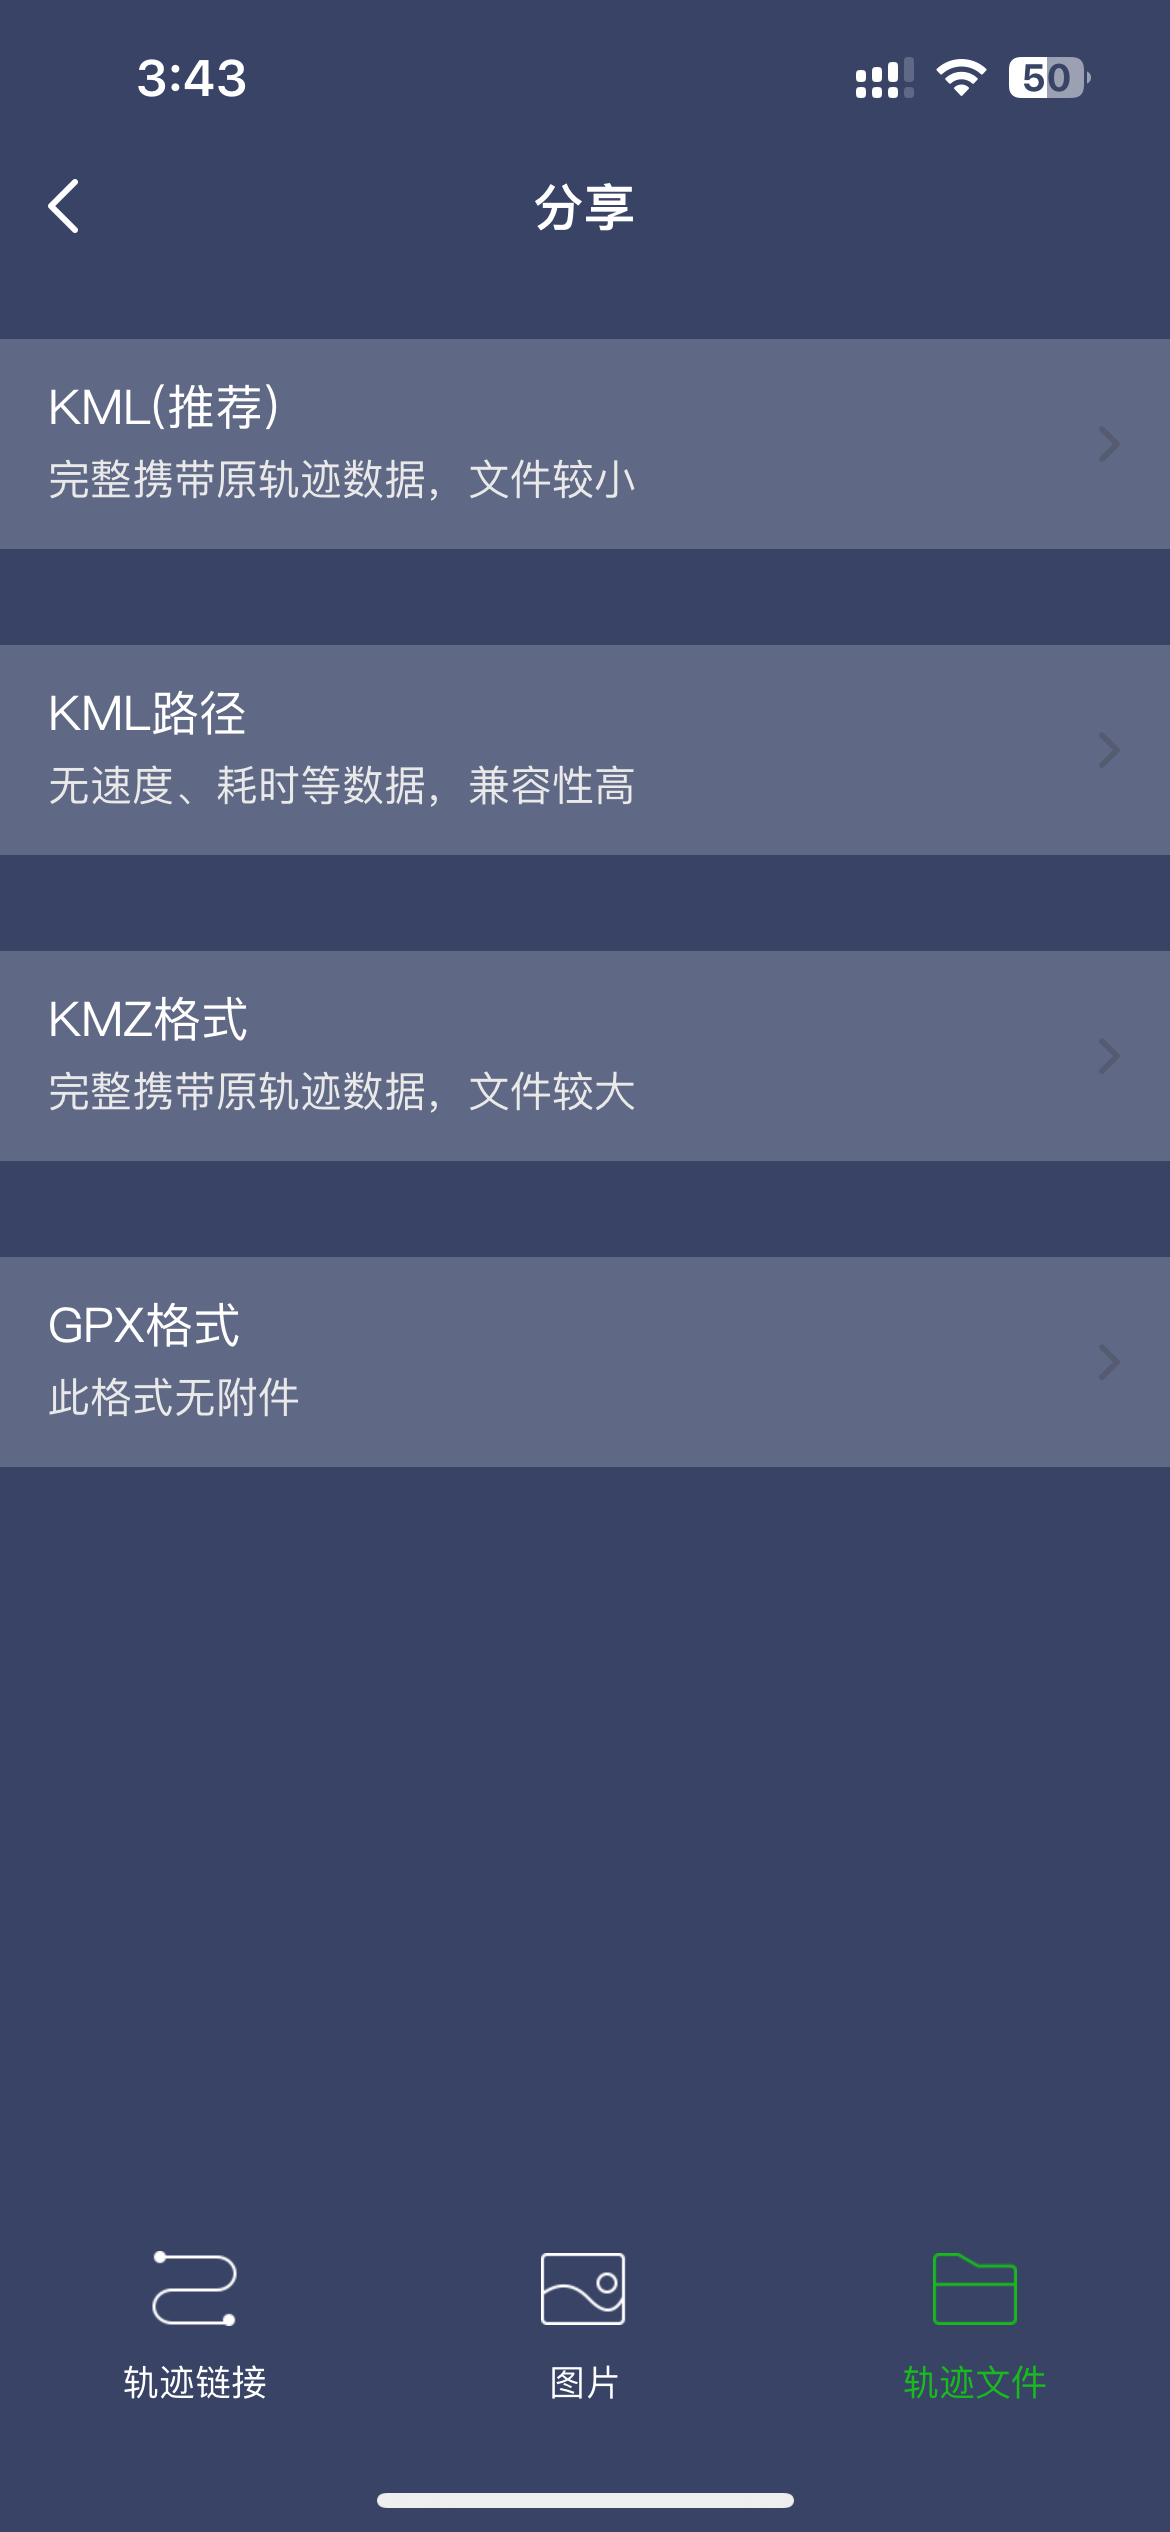 3:43
50
分享
KML(推荐)
完整携带原轨迹数据，文件较小
KML路径
无速度、耗时等数据，兼容性高
KMZ格式
完整携带原轨迹数据，文件较大
GPX格式
此格式无附件
轨迹链接
图片
轨迹文件